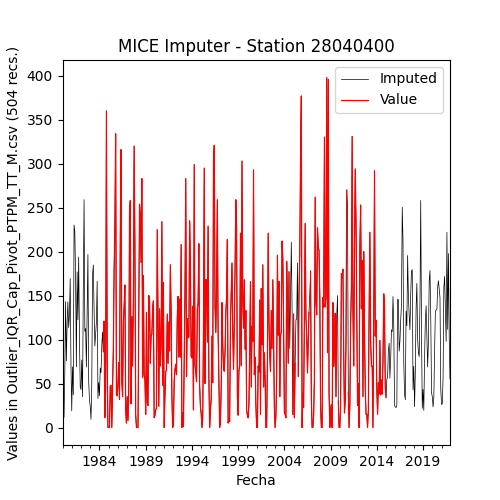 MICE Imputer - Station 28040400
Imputed
Value
Values in Outlier_IQR_Cap_Pivot_PTPM_TT_M.csv (504 recs.)
400
350
300
250
200
150
100
50
0
1984 1989 1994 1999 2004 2009 2014 2019
Fecha